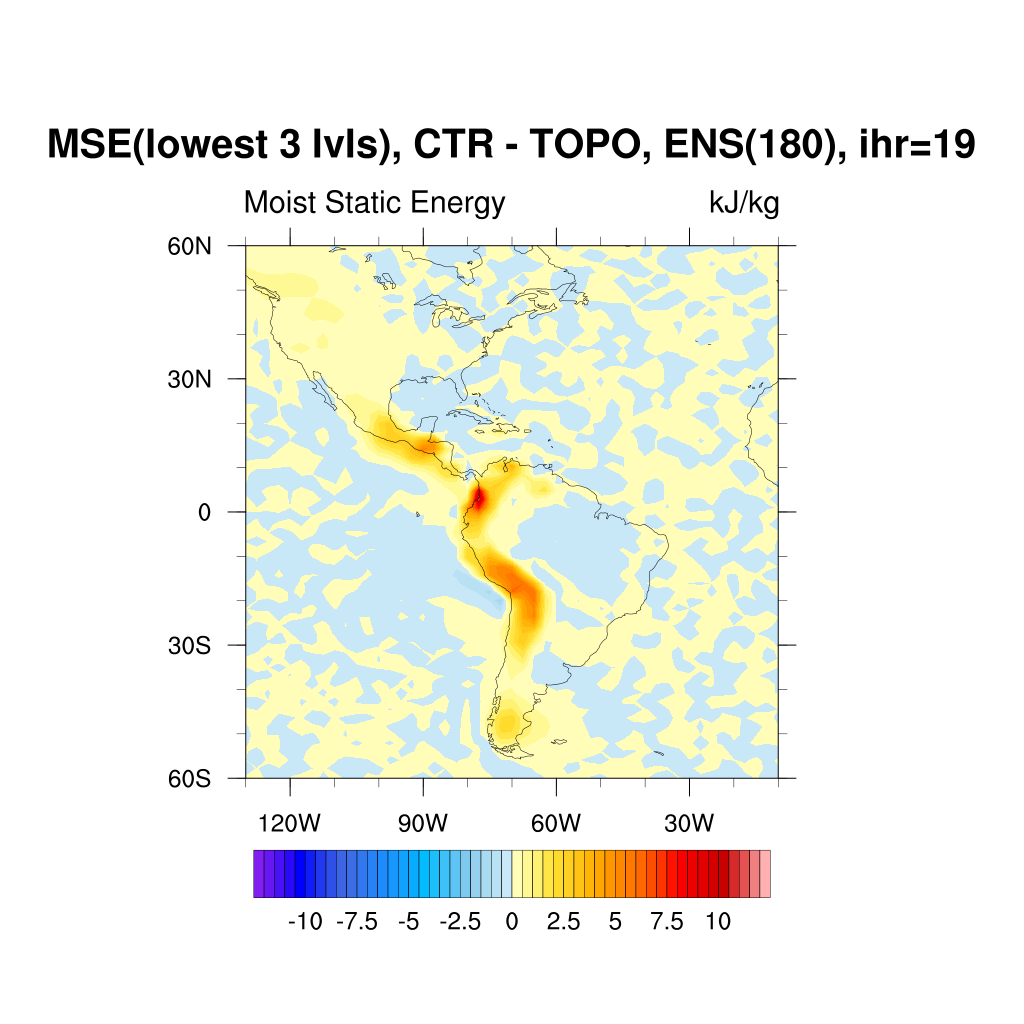 MSE(lowest 3 lvls), CTR - TOPO, ENS(180), ihr=19
Moist Static Energy kJ/kg
60N
30N
0
30S
60S
120W 90W 60W 30W
-10 -7.5 -5 -2.5 0 2.5 5 7.5 10